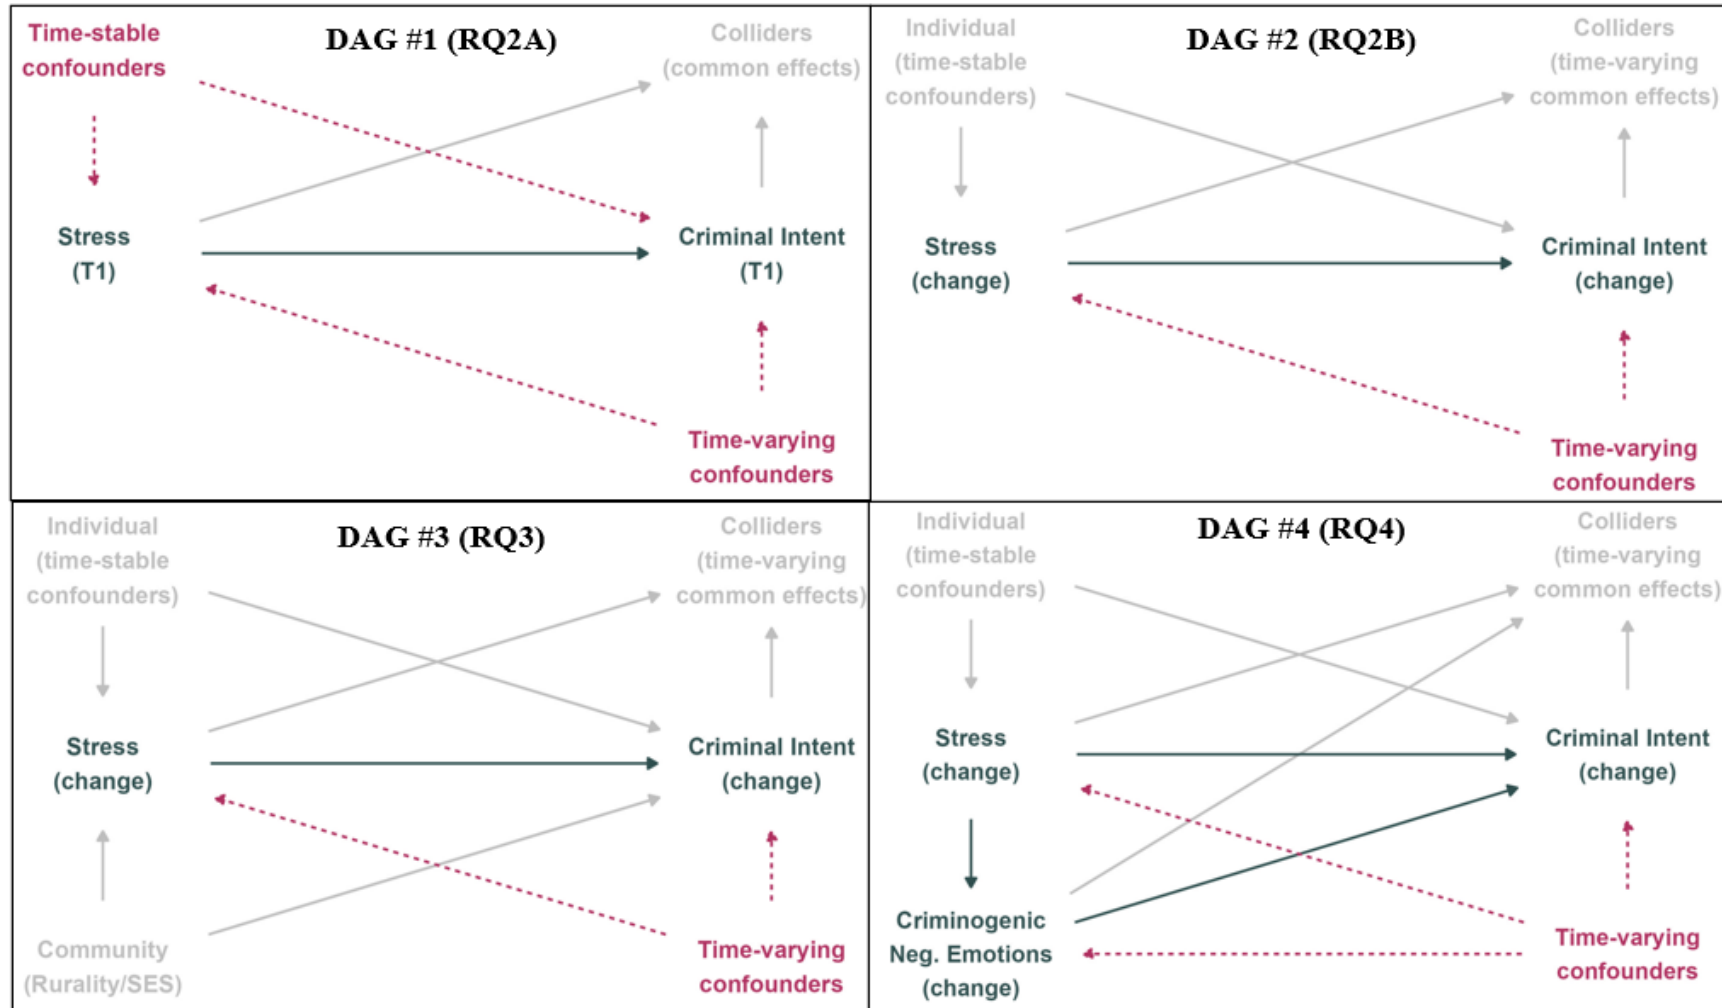 Time-stable
confounders
DAG #1 (RQ2A)
Colliders
(common effects)
Stress
(T1)
Criminal Intent
(T1)
Time-varying
confounders
Individual
(time-stable
confounders)
DAG #2 (RQ2B)
Colliders
(time-varying
common effects)
Stress
(change)
Criminal Intent
(change)
Time-varying
confounders
Individual
(time-stable
confounders)
DAG #3 (RQ3)
Colliders
(time-varying
common effects)
Stress
(change)
Criminal Intent
(change)
Community
(Rurality/SES)
Time-varying
confounders
Individual
(time-stable
confounders)
DAG #4 (RQ4)
Colliders
(time-varying
common effects)
Stress
(change)
Criminal Intent
(change)
Criminogenic
Neg. Emotions
(change)
Time-varying
confounders